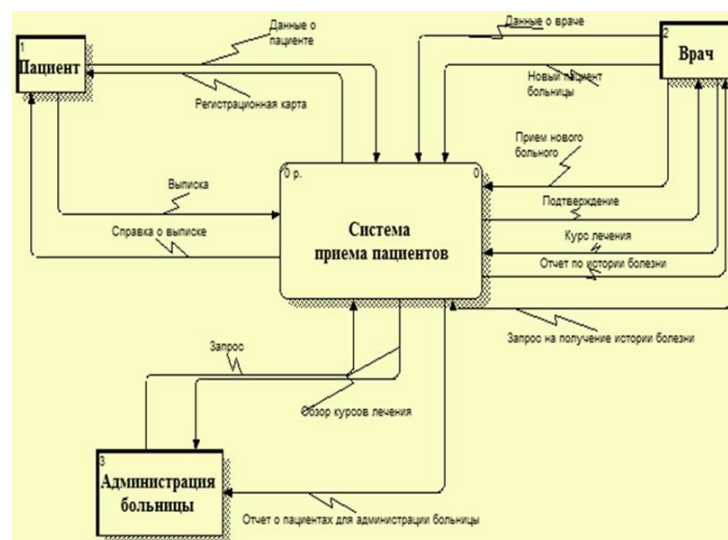 1
Пациент
Данные о
пациенте
Регистрационная карта
Данные о враче
2
Врач
Новый пациент
больницы
Прием нового
больного
Выписка
Справка о выписке
0 р.
0
Система
приема пациентов
Подтверждение
Курс лечения
Отчет по истории болезни
Запрос на получение истории болезни
Запрос
Обзор курсов лечения
3
Администрация
больницы
Отчет о пациентах для администрации больницы